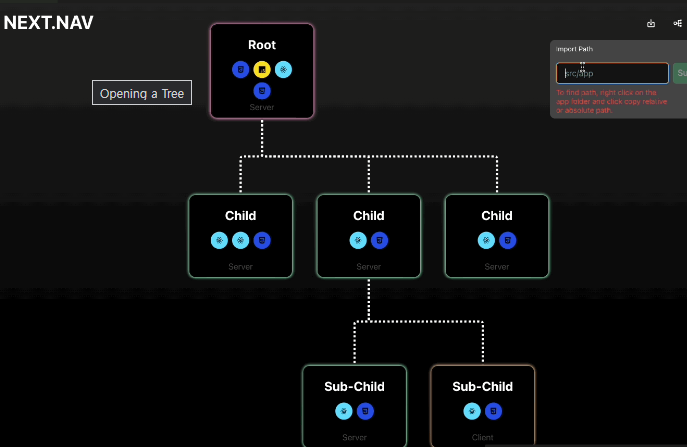 NEXT.NAV
Import Path
src/app
Su
To find path, right click on the
app folder and click copy relative
or absolute path.
Opening a Tree
Root
Server
Child
Server
Child
Server
Child
Server
Sub-Child
Server
Sub-Child
Client